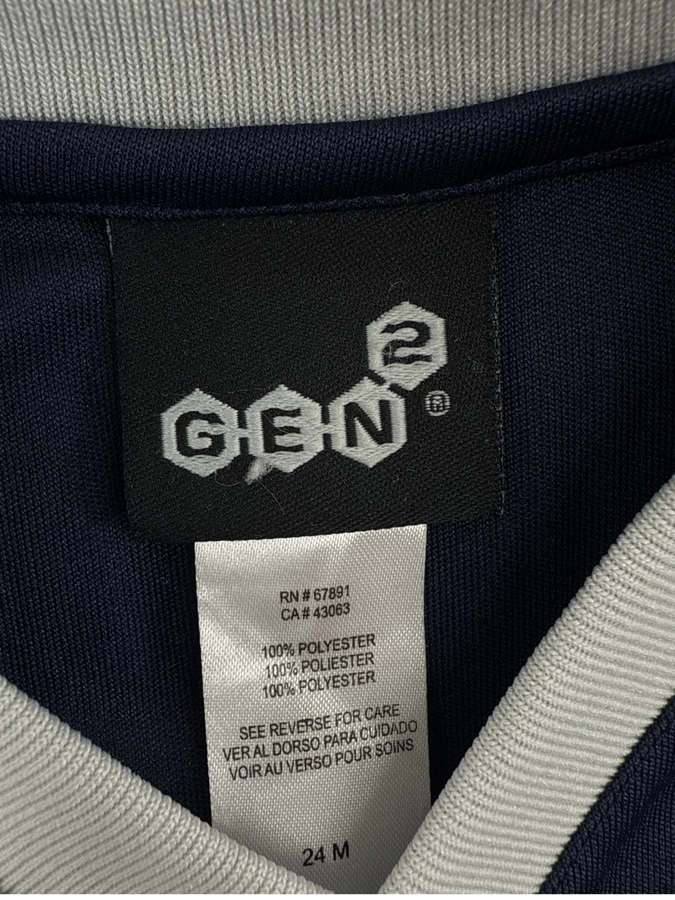 GEN2®
RN # 67891
CA # 43063
100% POLYESTER
100% POLIESTER
100% POLYESTER
SEE REVERSE FOR CARE
VER AL DORSO PARA CUIDADO
VOIR AU VERSO POUR SOINS
24 M